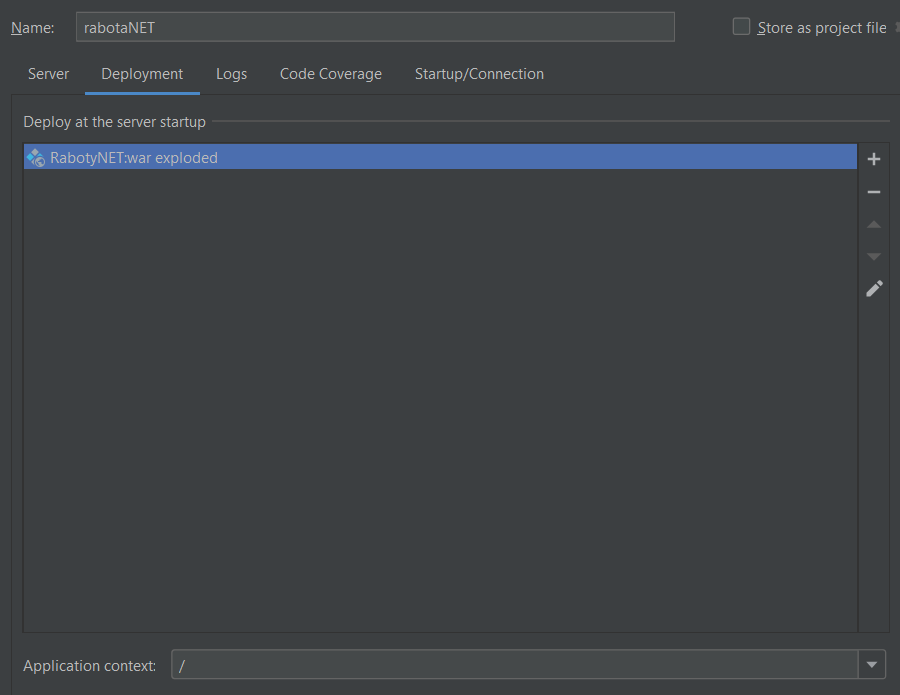 Name: rabotaNET Store as project file
Server Deployment Logs Code Coverage Startup/Connection
Deploy at the server startup
RabotyNET:war exploded
Application context: /